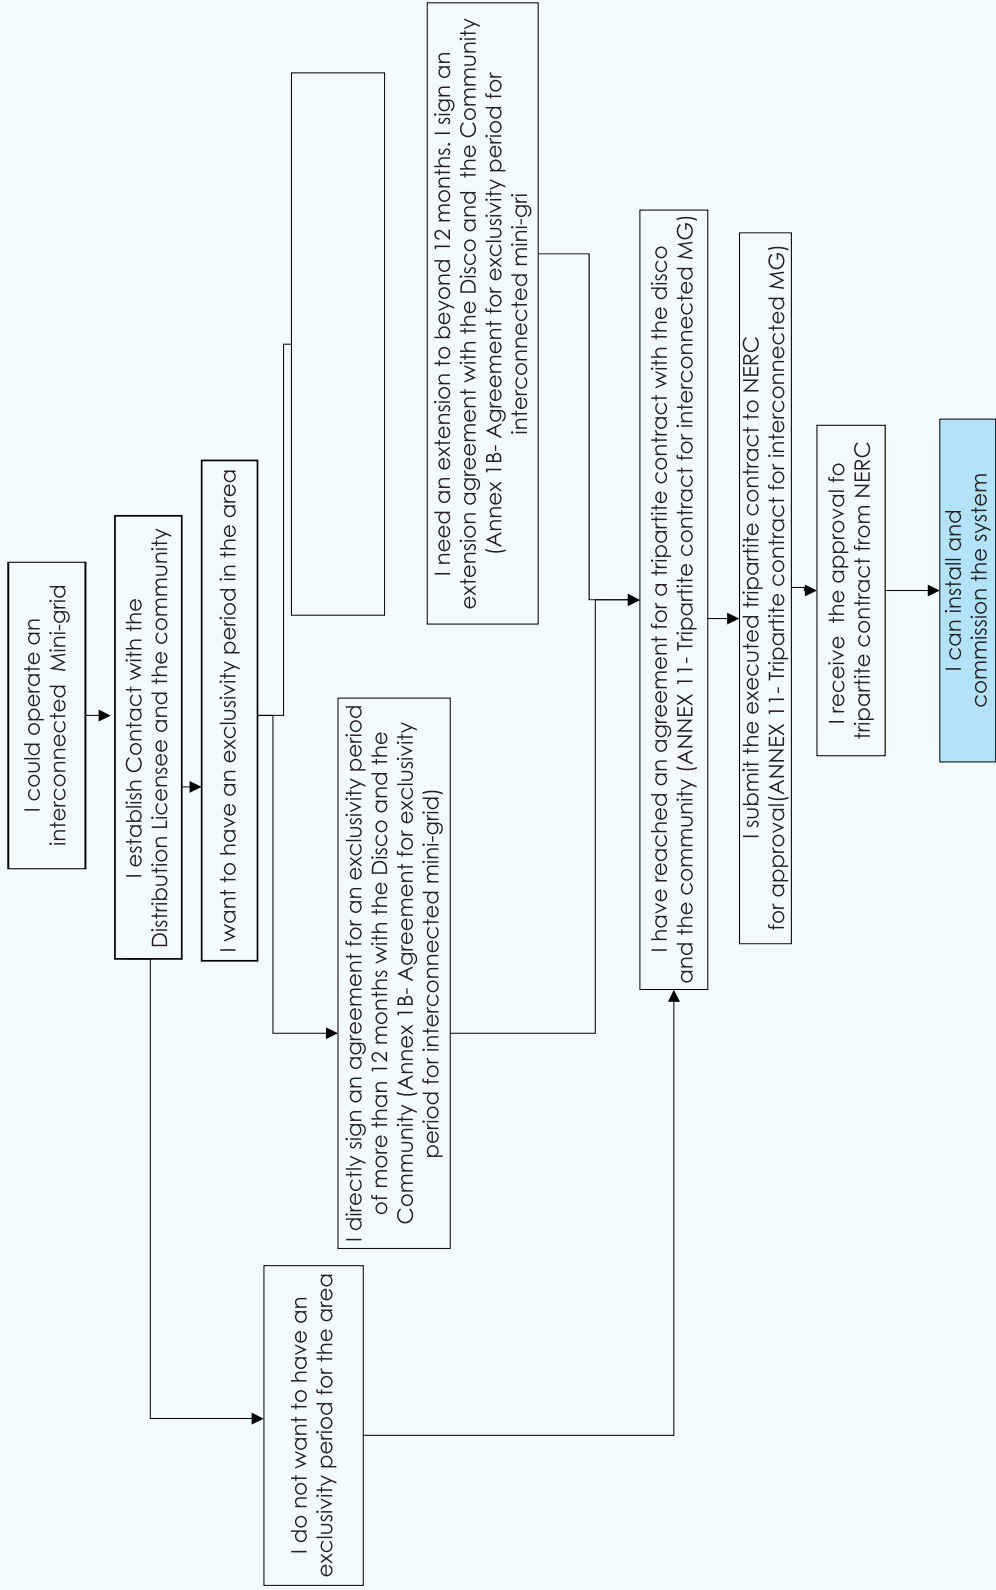 I could operate an
interconnected Mini-grid
I establish Contact with the
Distribution Licensee and the community
I want to have an exclusivity period in the area
I do not want to have an
exclusivity period for the area
I directly sign an agreement for an exclusivity period
of more than 12 months with the Disco and the
Community (Annex 1B- Agreement for exclusivity
period for interconnected mini-grid)
I need an extension to beyond 12 months. I sign an
extension agreement with the Disco and the Community
(Annex 1B- Agreement for exclusivity period for
interconnected mini-gri
I have reached an agreement for a tripartite contract with the disco
and the community (ANNEX 11- Tripartite contract for interconnected MG)
I submit the executed tripartite contract to NERC
for approval(ANNEX 11- Tripartite contract for interconnected MG)
I receive the approval fo
tripartite contract from NERC
I can install and
commission the system